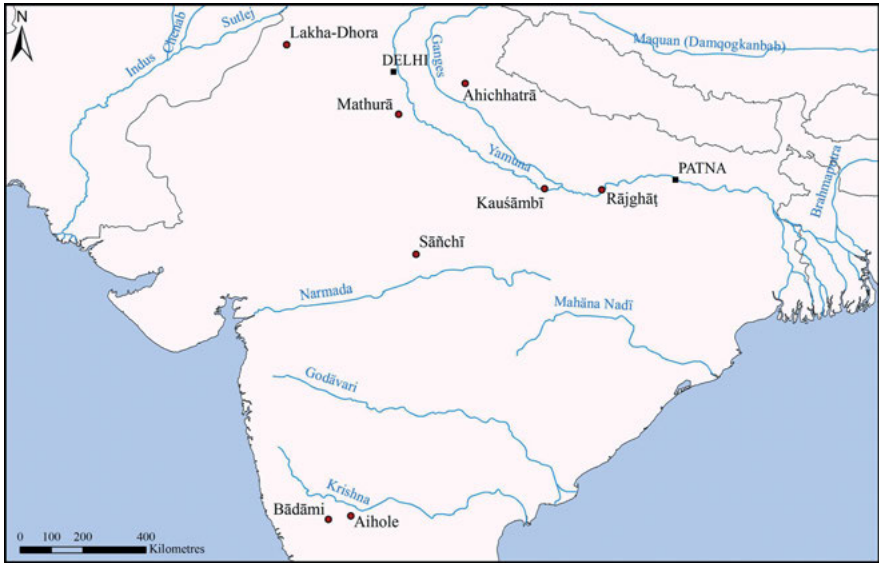 N
Indus
Chenab
Sutlej
Lakha-Dhora
DELHI
Ganges
Maquan (Damqogkanbab)
Mathurā
Ahichhatrā
Yamuna
PATNA
Brahmaputra
Kauśāmbī
Rājghāṭ
Sāñchī
Narmada
Mahäna Nadī
Godāvari
Krishna
Bādāmi
Aihole
0 100 200 400
Kilometres